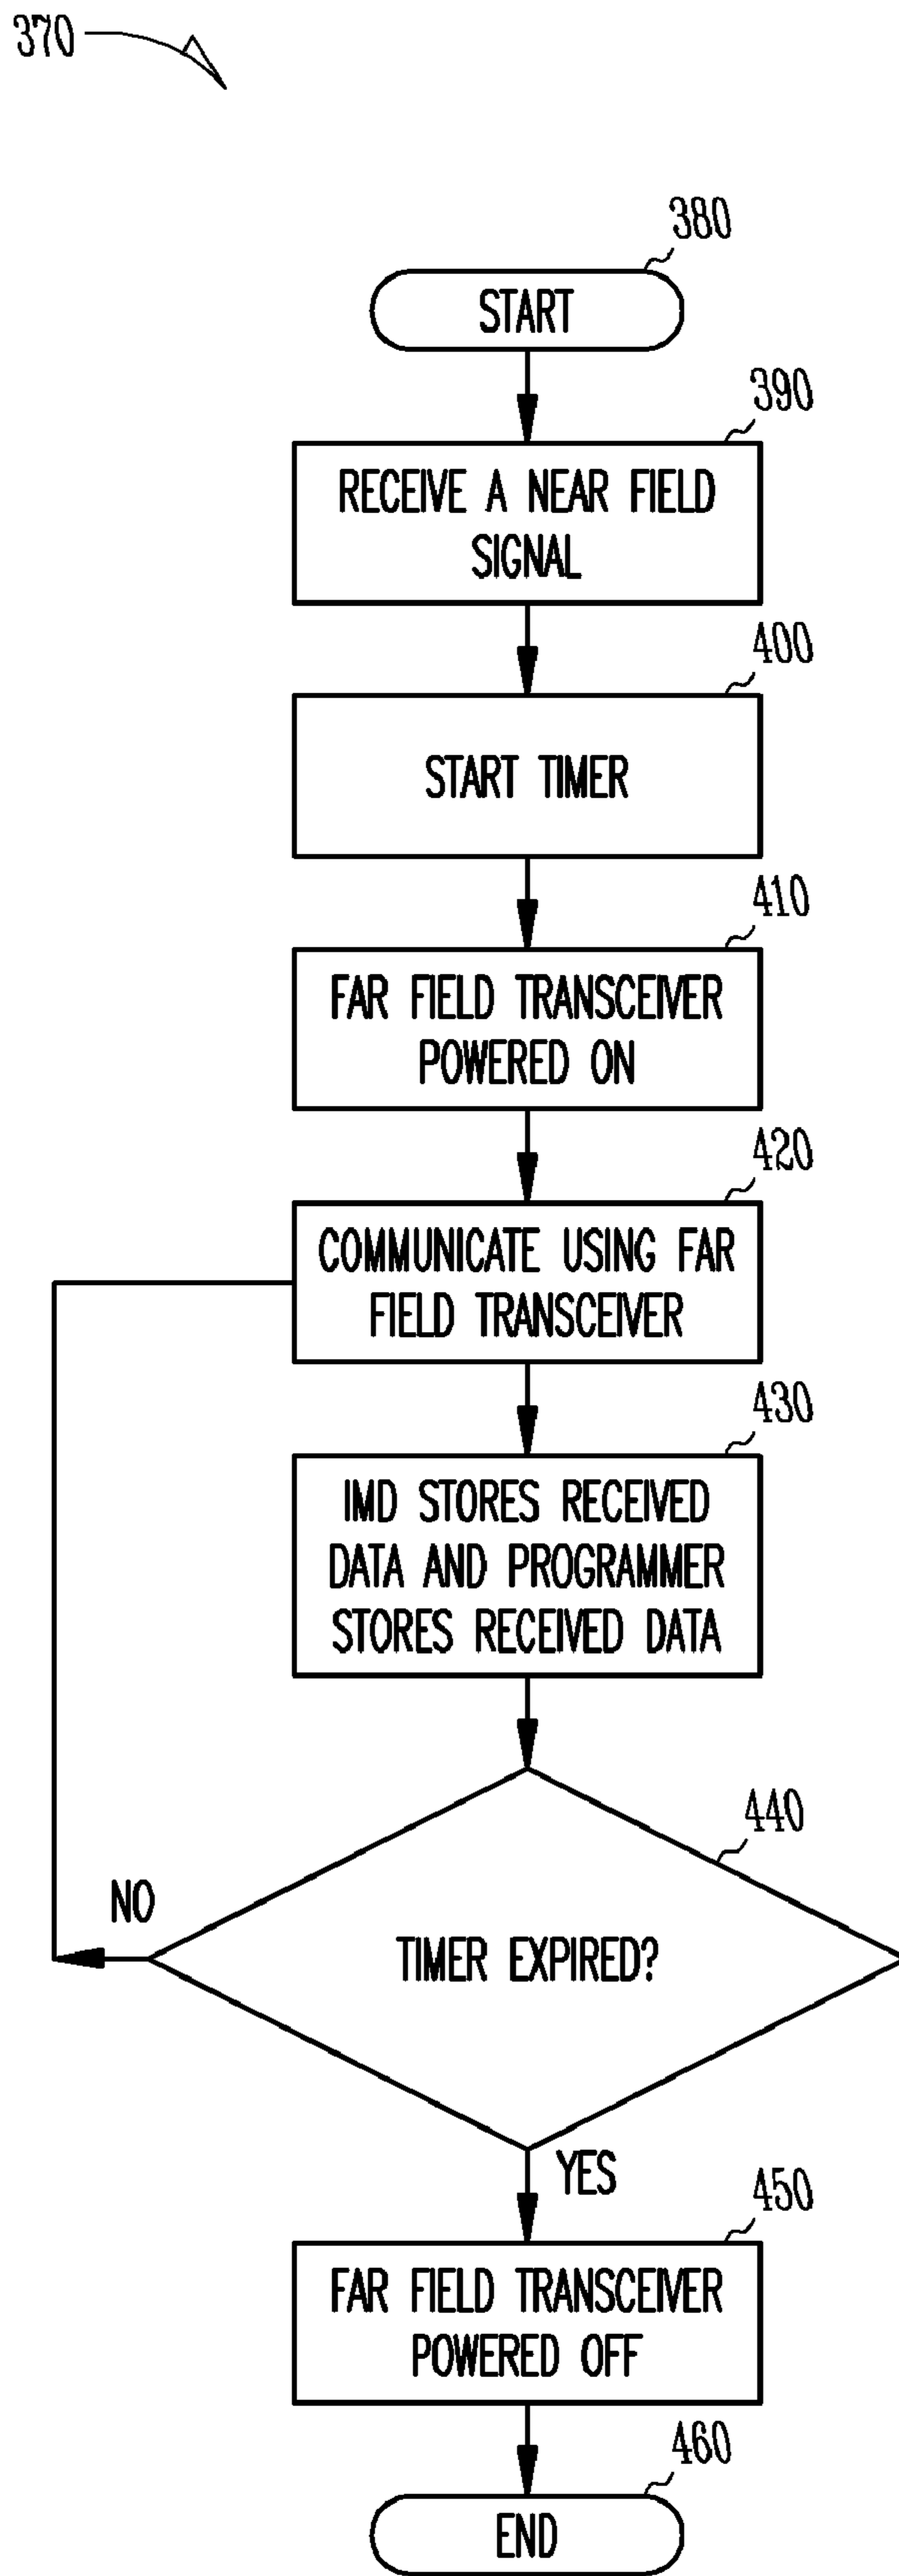 370
380
START
390
RECEIVE A NEAR FIELD
SIGNAL
400
START TIMER
410
FAR FIELD TRANSCEIVER
POWERED ON
420
COMMUNICATE USING FAR
FIELD TRANSCEIVER
430
IMD STORES RECEIVED
DATA AND PROGRAMMER
STORES RECEIVED DATA
440
NO
TIMER EXPIRED?
YES
450
FAR FIELD TRANSCEIVER
POWERED OFF
460
END